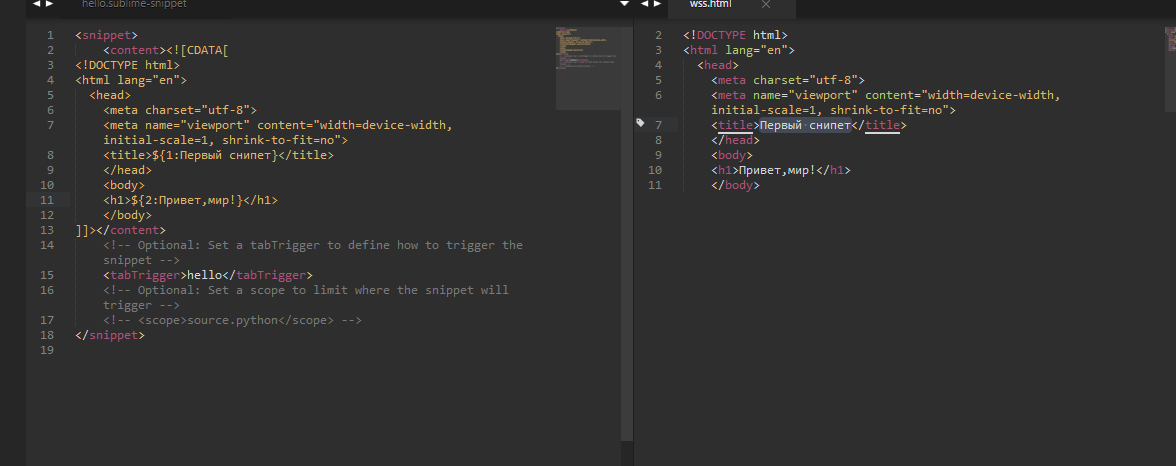 hello.sublime-snippet
1 <snippet>
2 <content><![CDATA[
3 <!DOCTYPE html>
4 <html lang="en">
5 <head>
6 <meta charset="utf-8">
7 <meta name="viewport" content="width=device-width,
initial-scale=1, shrink-to-fit=no">
8 <title>${1:Первый снипет}</title>
9 </head>
10 <body>
11 <h1>${2:Привет,мир!}</h1>
12 </body>
13 ]]></content>
14 <!-- Optional: Set a tabTrigger to define how to trigger the
snippet -->
15 <tabTrigger>hello</tabTrigger>
16 <!-- Optional: Set a scope to limit where the snippet will
trigger -->
17 <!-- <scope>source.python</scope> -->
18 </snippet>
19
wss.html
2 <!DOCTYPE html>
3 <html lang="en">
4 <head>
5 <meta charset="utf-8">
6 <meta name="viewport" content="width=device-width,
initial-scale=1, shrink-to-fit=no">
7 <title>Первый снипет</title>
8 </head>
9 <body>
10 <h1>Привет,мир!</h1>
11 </body>